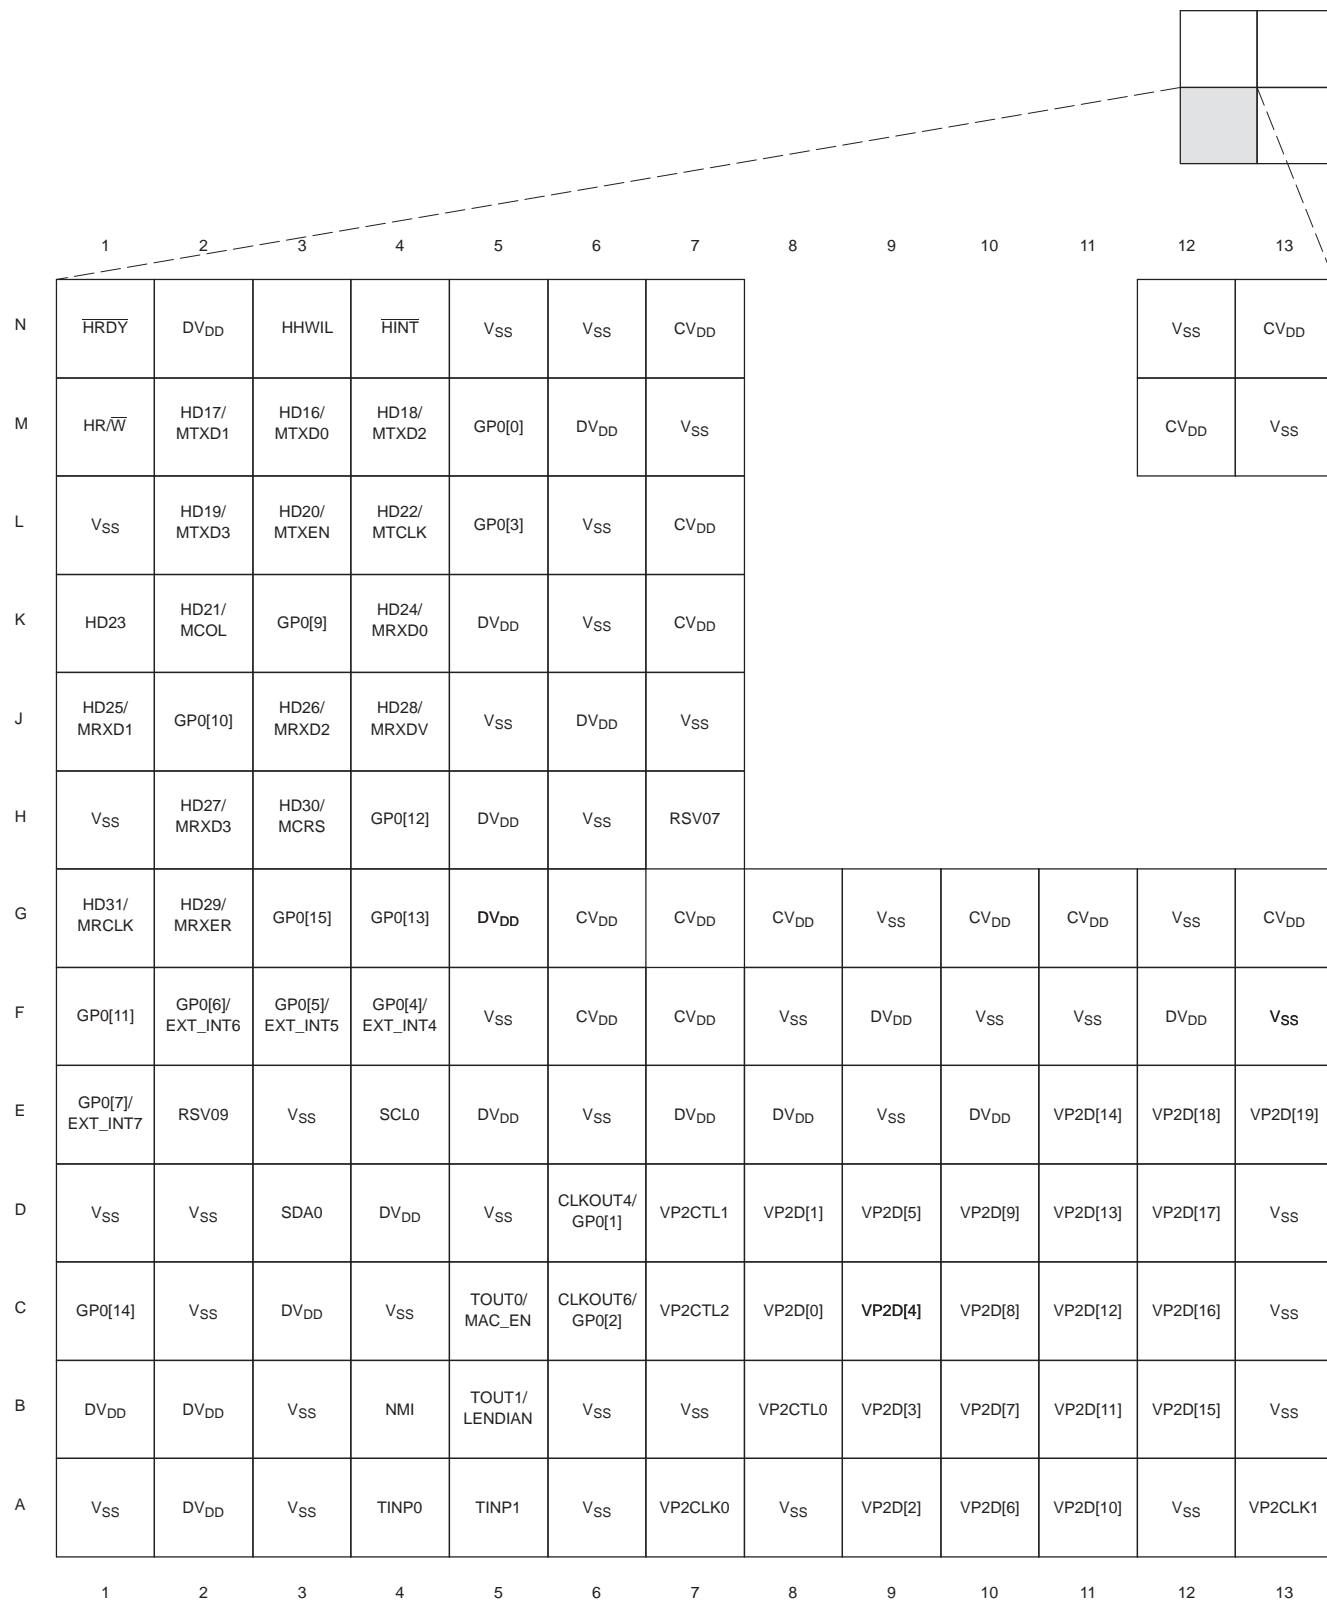 1 2 3 4 5 6 7 8 9 10 11 12 13
N HRDY DVDD HHWIL HINT VSS VSS CVDD VSS CVDD
M HR/W HD17/ MTXD1 HD16/ MTXD0 HD18/ MTXD2 GP0[0] DVDD VSS CVDD VSS
L VSS HD19/ MTXD3 HD20/ MTXEN HD22/ MTCLK GP0[3] VSS CVDD
K HD23 HD21/ MCOL GP0[9] HD24/ MRXD0 DVDD VSS CVDD
J HD25/ MRXD1 GP0[10] HD26/ MRXD2 HD28/ MRXDV VSS DVDD VSS
H VSS HD27/ MRXD3 HD30/ MCRS GP0[12] DVDD VSS RSV07
G HD31/ MRCLK HD29/ MRXER GP0[15] GP0[13] DVDD CVDD CVDD CVDD VSS CVDD CVDD VSS CVDD
F GP0[11] GP0[6]/ EXT_INT6 GP0[5]/ EXT_INT5 GP0[4]/ EXT_INT4 VSS CVDD CVDD VSS DVDD VSS VSS DVDD VSS
E GP0[7]/ EXT_INT7 RSV09 VSS SCL0 DVDD VSS DVDD DVDD VSS DVDD VP2D[14] VP2D[18] VP2D[19]
D VSS VSS SDA0 DVDD VSS CLKOUT4/ GP0[1] VP2CTL1 VP2D[1] VP2D[5] VP2D[9] VP2D[13] VP2D[17] VSS
C GP0[14] VSS DVDD VSS TOUT0/ MAC_EN CLKOUT6/ GP0[2] VP2CTL2 VP2D[0] VP2D[4] VP2D[8] VP2D[12] VP2D[16] VSS
B DVDD DVDD VSS NMI TOUT1/ LENDIAN VSS VSS VP2CTL0 VP2D[3] VP2D[7] VP2D[11] VP2D[15] VSS
A VSS DVDD VSS TINP0 TINP1 VSS VP2CLK0 VSS VP2D[2] VP2D[6] VP2D[10] VSS VP2CLK1
1 2 3 4 5 6 7 8 9 10 11 12 13